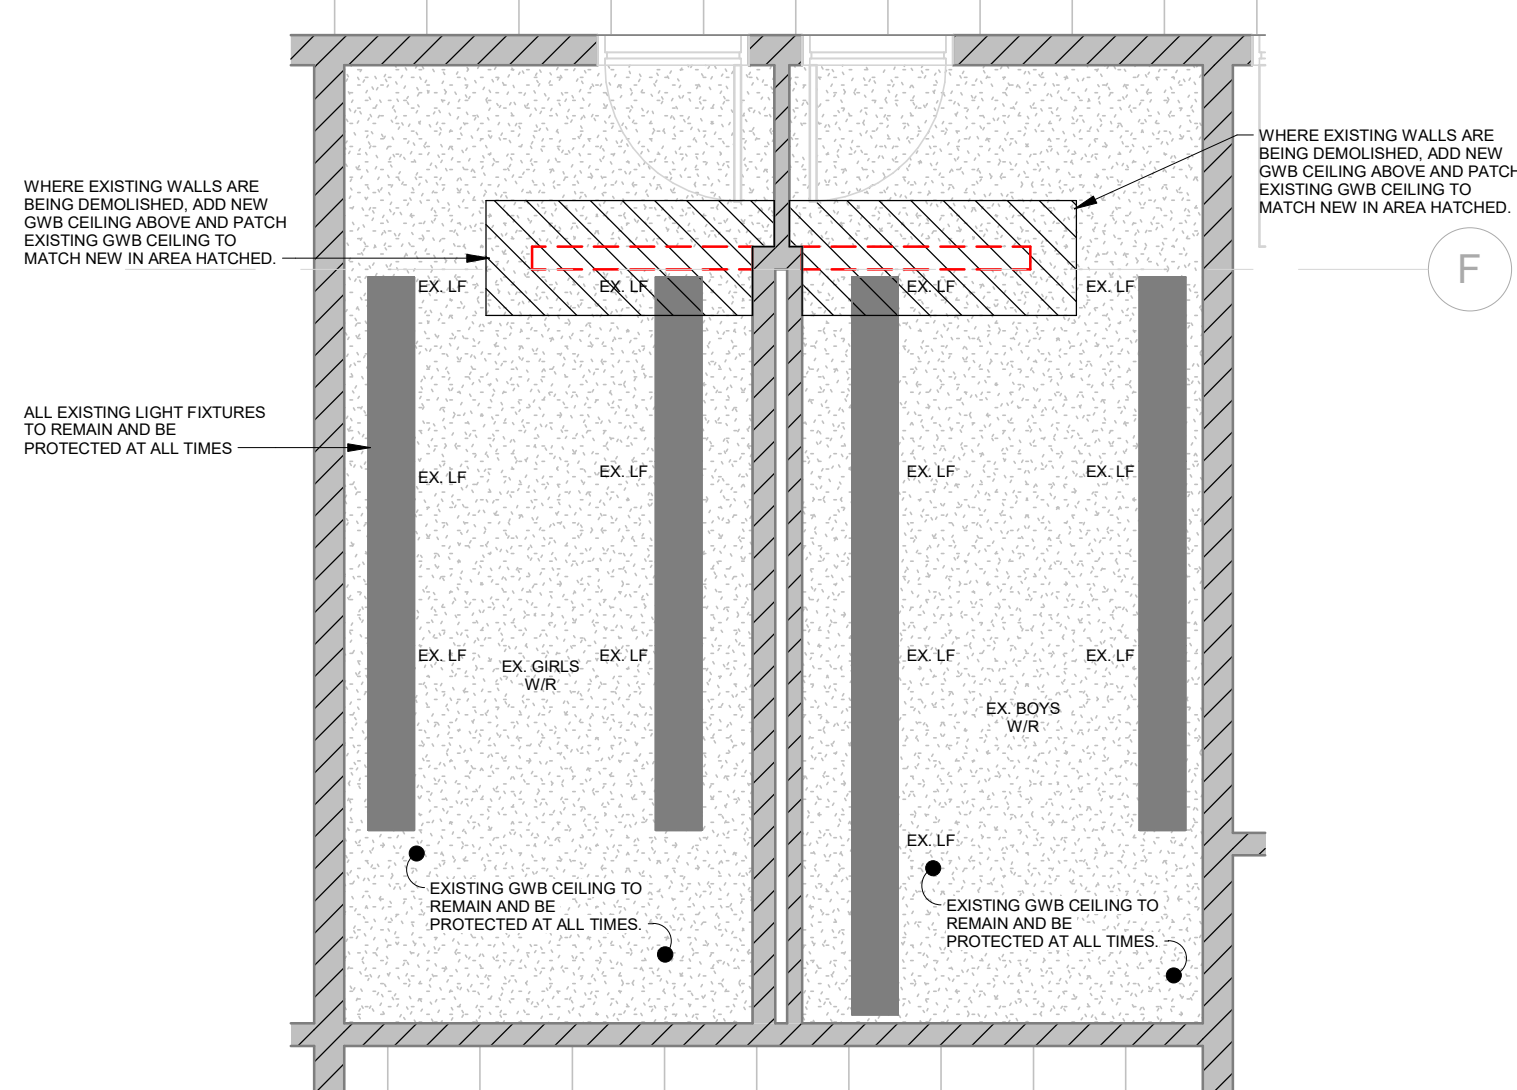 WHERE EXISTING WALLS ARE
BEING DEMOLISHED, ADD NEW
GWB CEILING ABOVE AND PATCH
EXISTING GWB CEILING TO
MATCH NEW IN AREA HATCHED.
WHERE EXISTING WALLS ARE
BEING DEMOLISHED, ADD NEW
GWB CEILING ABOVE AND PATCH
EXISTING GWB CEILING TO
MATCH NEW IN AREA HATCHED.
F
EX. LF
EX. LF
EX. LF
EX. LF
ALL EXISTING LIGHT FIXTURES
TO REMAIN AND BE
PROTECTED AT ALL TIMES
EX. LF
EX. LF
EX. LF
EX. LF
EX. LF
EX. LF
EX. LF
EX. LF
EX. GIRLS
W/R
EX. BOYS
W/R
EX. LF
EXISTING GWB CEILING TO
REMAIN AND BE
PROTECTED AT ALL TIMES.
EXISTING GWB CEILING TO
REMAIN AND BE
PROTECTED AT ALL TIMES.